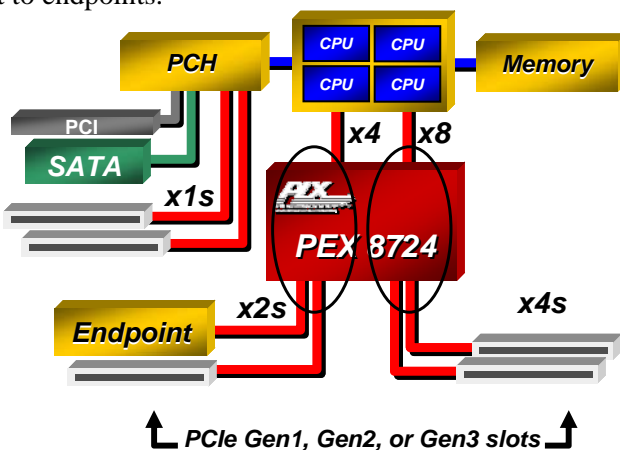 t to endpoints.
CPU CPU
PCH
Memory
CPU CPU
PCI
x4 x8
SATA
x1s
PLX
PEX 8724
x2s
x4s
Endpoint
PCIe Gen1, Gen2, or Gen3 slots